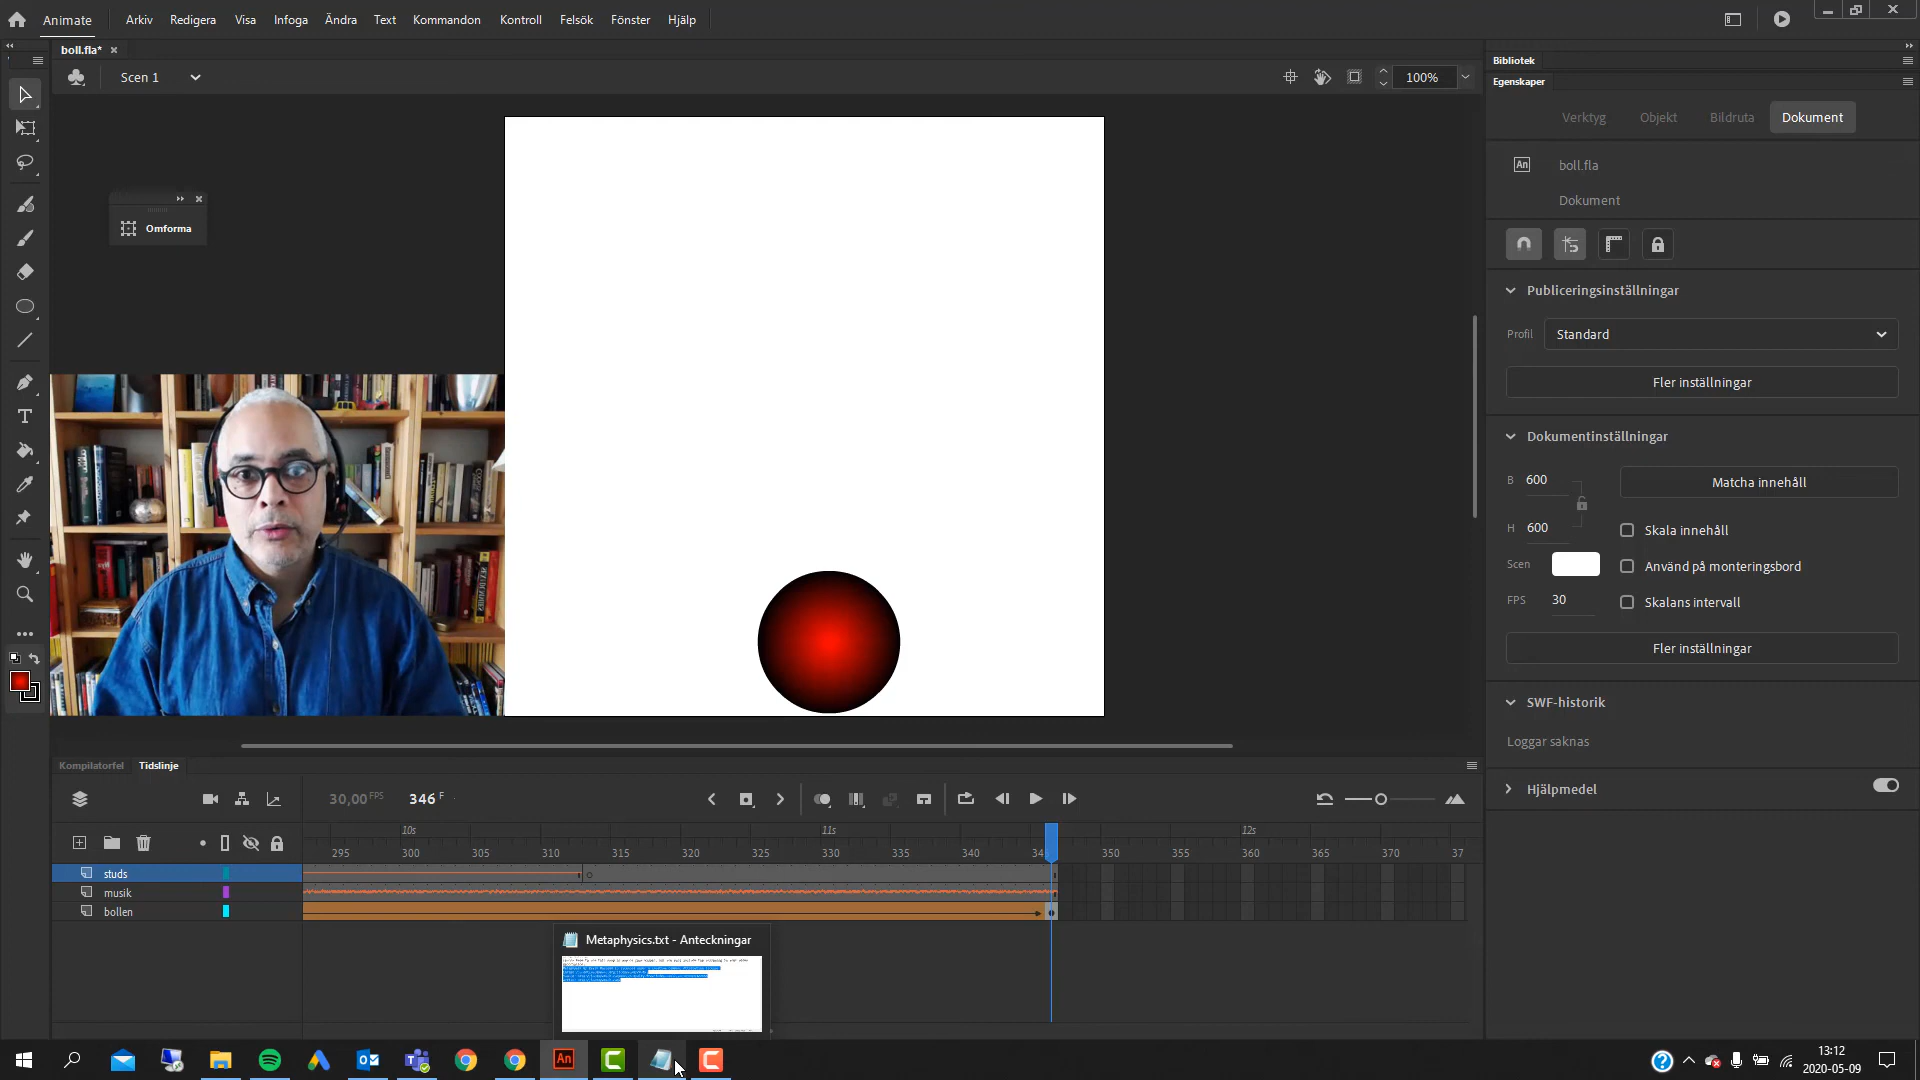 Animate
Arkiv
Redigera
Visa
Infoga
Ändra
Text
Kommandon
Kontroll
Felsök
Fönster
Hjälp
boll.fla*
Scen 1
100%
Bibliotek
Egenskaper
Verktyg
Objekt
Bildruta
Dokument
An
boll.fla
Dokument
Omforma
Publiceringsinställningar
Profil
Standard
Fler inställningar
Dokumentinställningar
B
600
Matcha innehåll
H
600
Skala innehåll
Scen
Använd på monteringsbord
FPS
30
Skalans intervall
Fler inställningar
SWF-historik
Loggar saknas
Hjälpmedel
Kompilatorfel
Tidslinje
30,00 FPS
346 F
10s
11s
12s
295
300
305
310
315
320
325
330
335
340
34
350
355
360
365
370
37
studs
musik
bollen
Metaphysics.txt - Anteckningar
An
13:12
2020-05-09